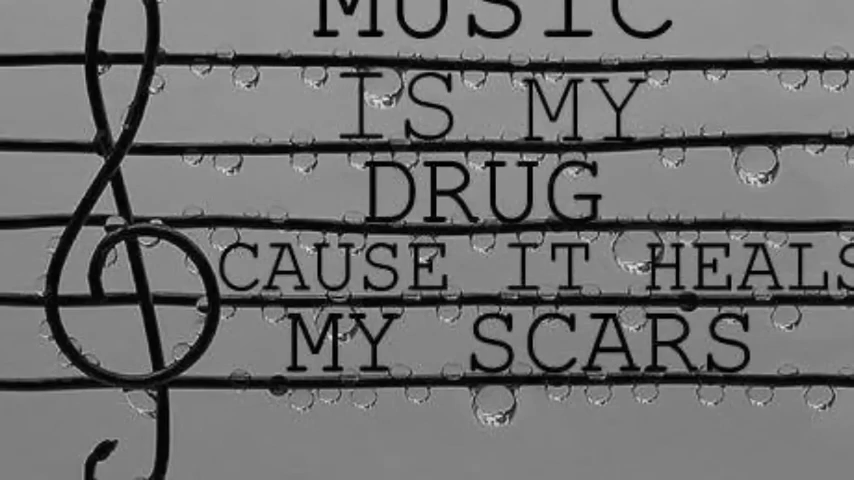 MUSIC
IS MY
DRUG
CAUSE IT HEALS
MY SCARS